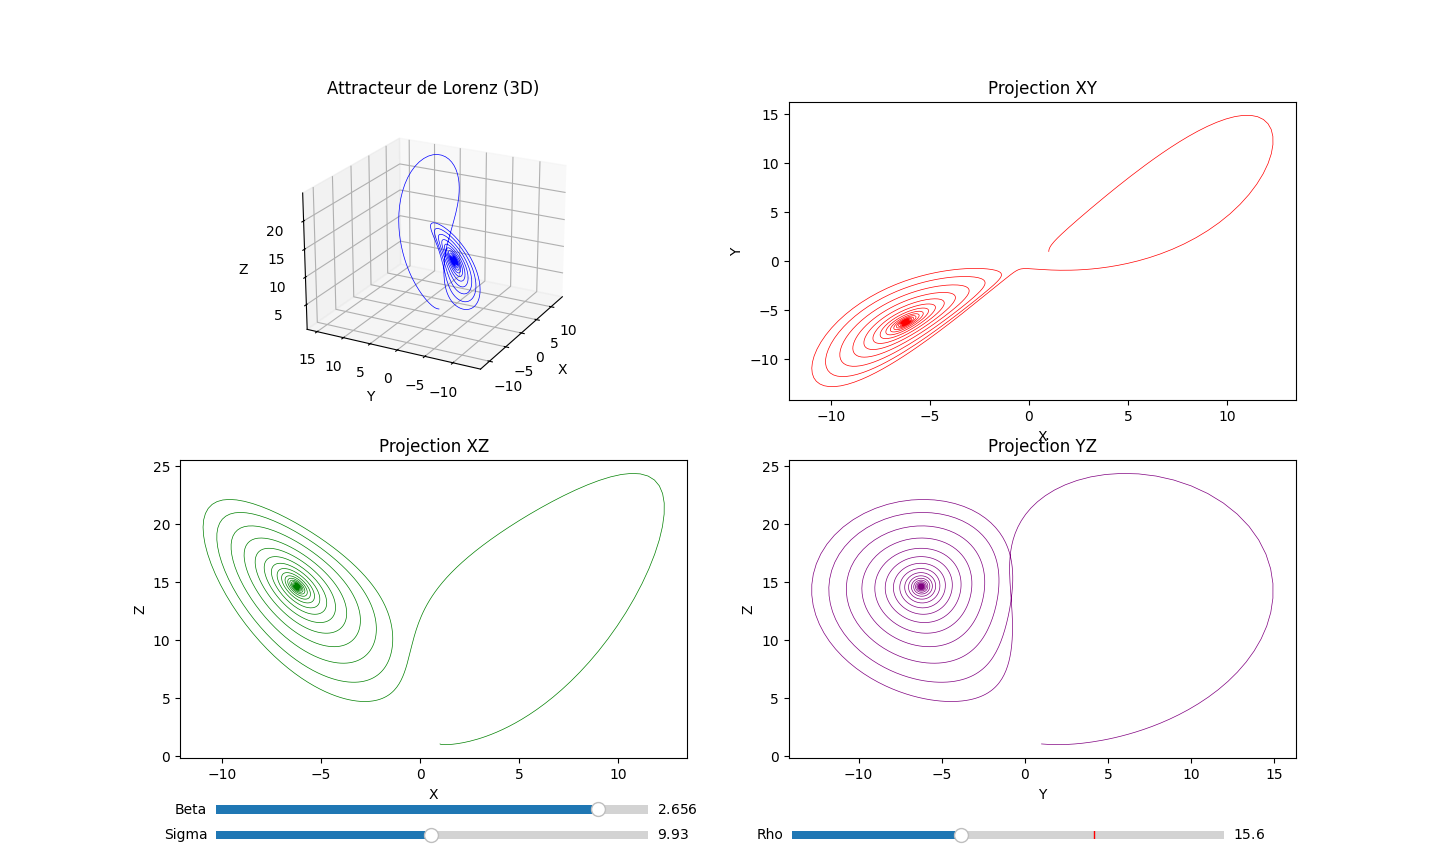 Attracteur de Lorenz (3D)
20
15
10
5
Z
15
10
5
0
−5
−10
Y
10
5
0
−5
−10
X
Projection XY
15
10
5
0
−5
−10
Y
−10 −5 0 5 10
X
Projection XZ
25
20
15
10
5
0
Z
−10 −5 0 5 10
X
Projection YZ
25
20
15
10
5
0
Z
−10 −5 0 5 10 15
Y
Beta 2.656
Sigma 9.93
Rho 15.6